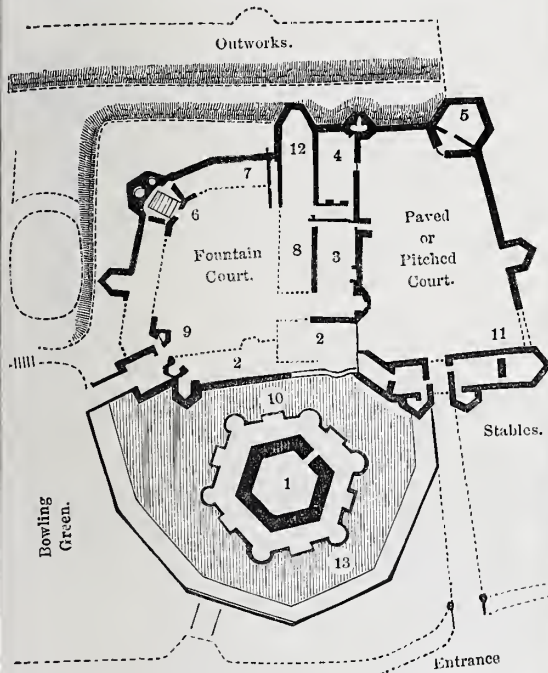 Outworks.
5
12
4
7
6
Paved
or
Pitched
Court.
Fountain
Court.
8
3
9
2
2
11
10
Stables.
1
Bowling
Green.
13
Entrance